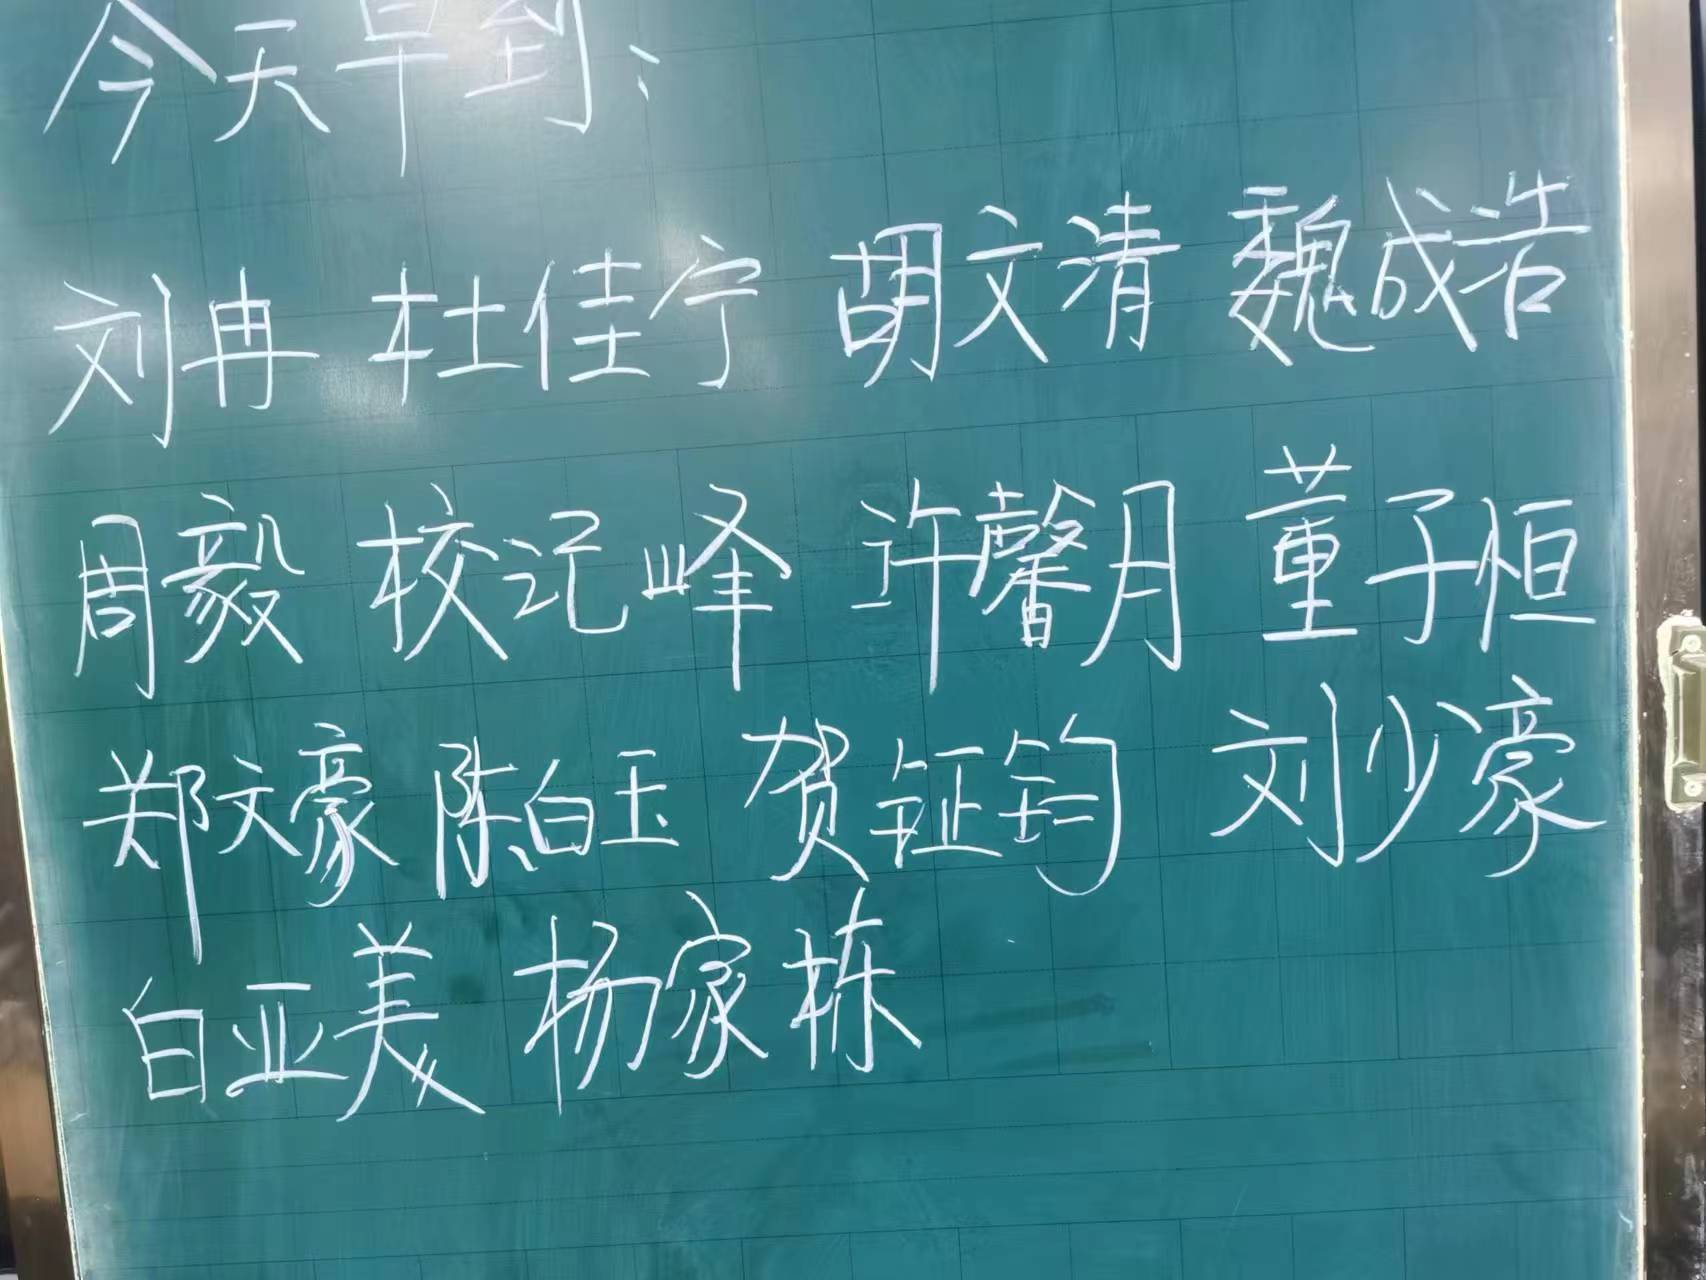 今天早到：
刘冉 杜佳宁 胡文清 魏成浩
周毅 校记峰 许馨月 董子恒
郑文豪 陈白玉 贺钲钧 刘少濠
白亚美 杨家栋